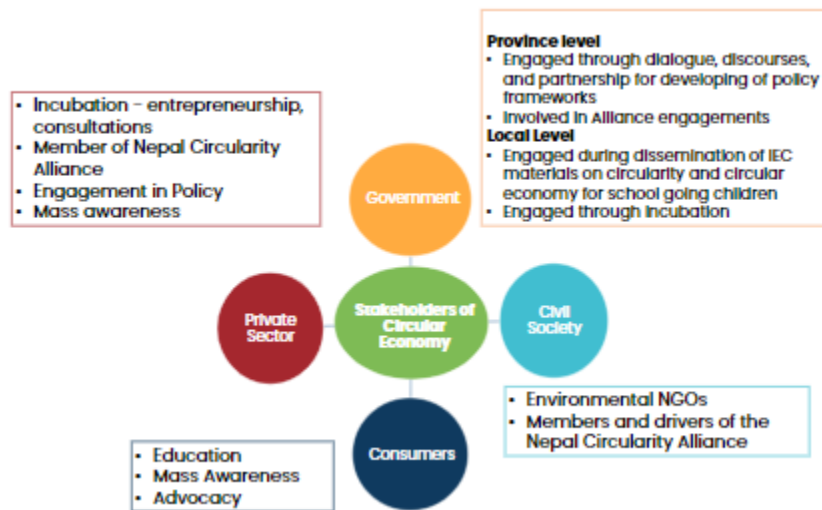 Province level
• Engaged through dialogue, discourses,
and partnership for developing of policy
frameworks
• Involved in Alliance engagements
Local Level
• Engaged during dissemination of IEC
materials on circularity and circular
economy for school going children
• Engaged through Incubation
• Incubation – entrepreneurship,
consultations
• Member of Nepal Circularity
Alliance
• Engagement in Policy
• Mass awareness
Government
Private
Sector
Stakeholders of
Circular
Economy
Civil
Society
• Environmental NGOs
• Members and drivers of the
Nepal Circularity Alliance
Consumers
• Education
• Mass Awareness
• Advocacy